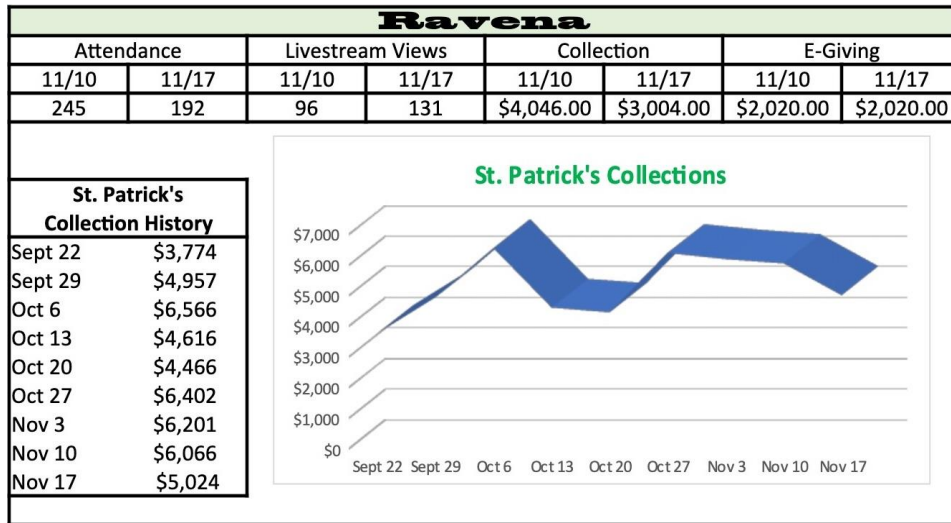 Ravena
Attendance Livestream Views Collection E-Giving
11/10 11/17 11/10 11/17 11/10 11/17 11/10 11/17
245 192 96 131 $4,046.00 $3,004.00 $2,020.00 $2,020.00
St. Patrick's
Collection History
Sept 22 $3,774
Sept 29 $4,957
Oct 6 $6,566
Oct 13 $4,616
Oct 20 $4,466
Oct 27 $6,402
Nov 3 $6,201
Nov 10 $6,066
Nov 17 $5,024
St. Patrick's Collections
$7,000
$6,000
$5,000
$4,000
$3,000
$2,000
$1,000
$0
Sept 22 Sept 29 Oct 6 Oct 13 Oct 20 Oct 27 Nov 3 Nov 10 Nov 17